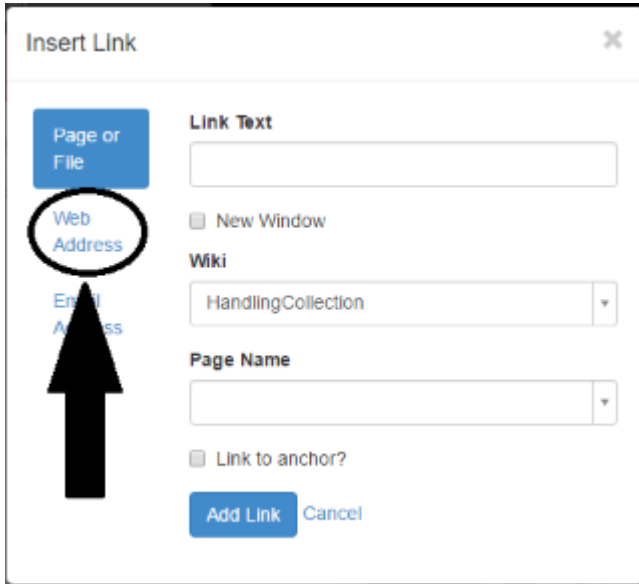 Insert Link
Page or
File
Web
Address
Link Text
New Window
Wiki
HandlingCollection
Page Name
Link to anchor?
Add Link
Cancel